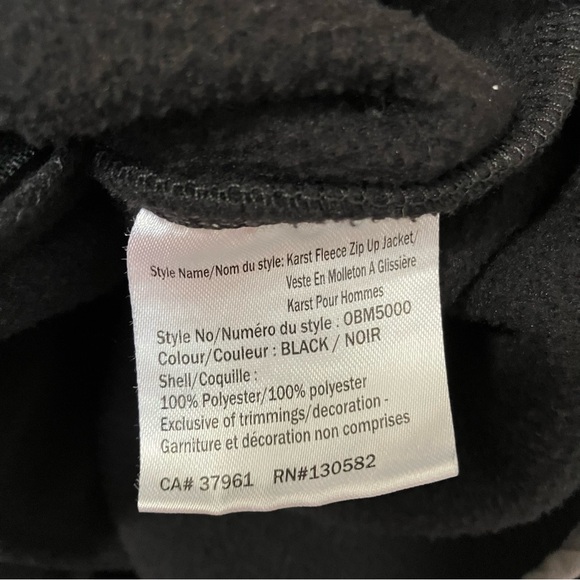 Style Name/Nom du style: Karst Fleece Zip Up Jacket/
Veste En Molleton A Glissière
Karst Pour Hommes
Style No/Numéro du style : OBM5000
Colour/Couleur : BLACK / NOIR
Shell/Coquille :
100% Polyester/100% polyester
Exclusive of trimmings/decoration -
Garniture et décoration non comprises
CA# 37961 RN#130582